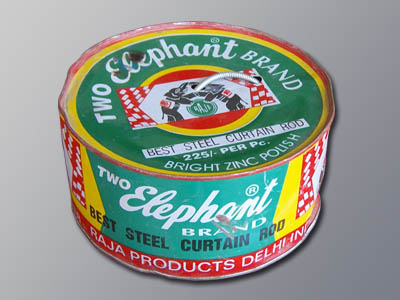 TWO Elephant ® BRAND
RAJA
BEST STEEL CURTAIN ROD
225/- PER Pc.
BRIGHT ZINC POLISH
TWO Elephant ®
BRAND
BEST STEEL CURTAIN ROD
RAJA PRODUCTS DELHI